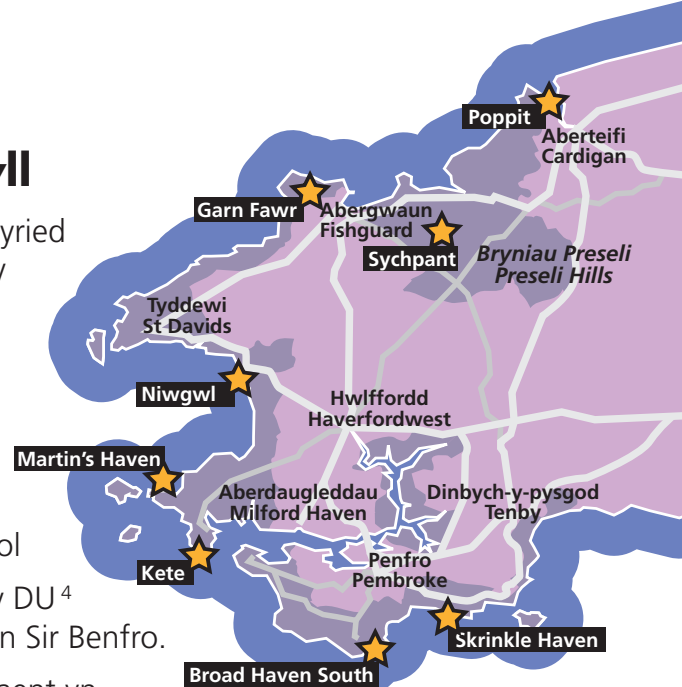 Poppit
Aberteifi
Cardigan
Garn Fawr
Abergwaun
Fishguard
Sychpant
Bryniau Preseli
Preseli Hills
Tyddewi
St Davids
Niwgwl
Hwlffordd
Haverfordwest
Martin's Haven
Aberdaugleddau
Milford Haven
Dinbych-y-pysgod
Tenby
Kete
Penfro
Pembroke
Skrinkle Haven
Broad Haven South
yll
yried
y
ol
y DU 4
n Sir Benfro.